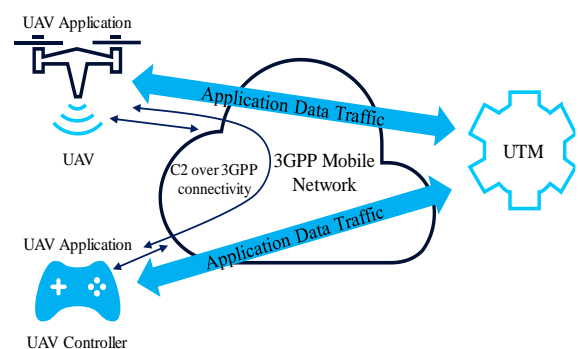 UAV Application
Application Data Traffic
UAV
C2 over 3GPP
connectivity
3GPP Mobile
Network
UTM
UAV Application
Application Data Traffic
UAV Controller